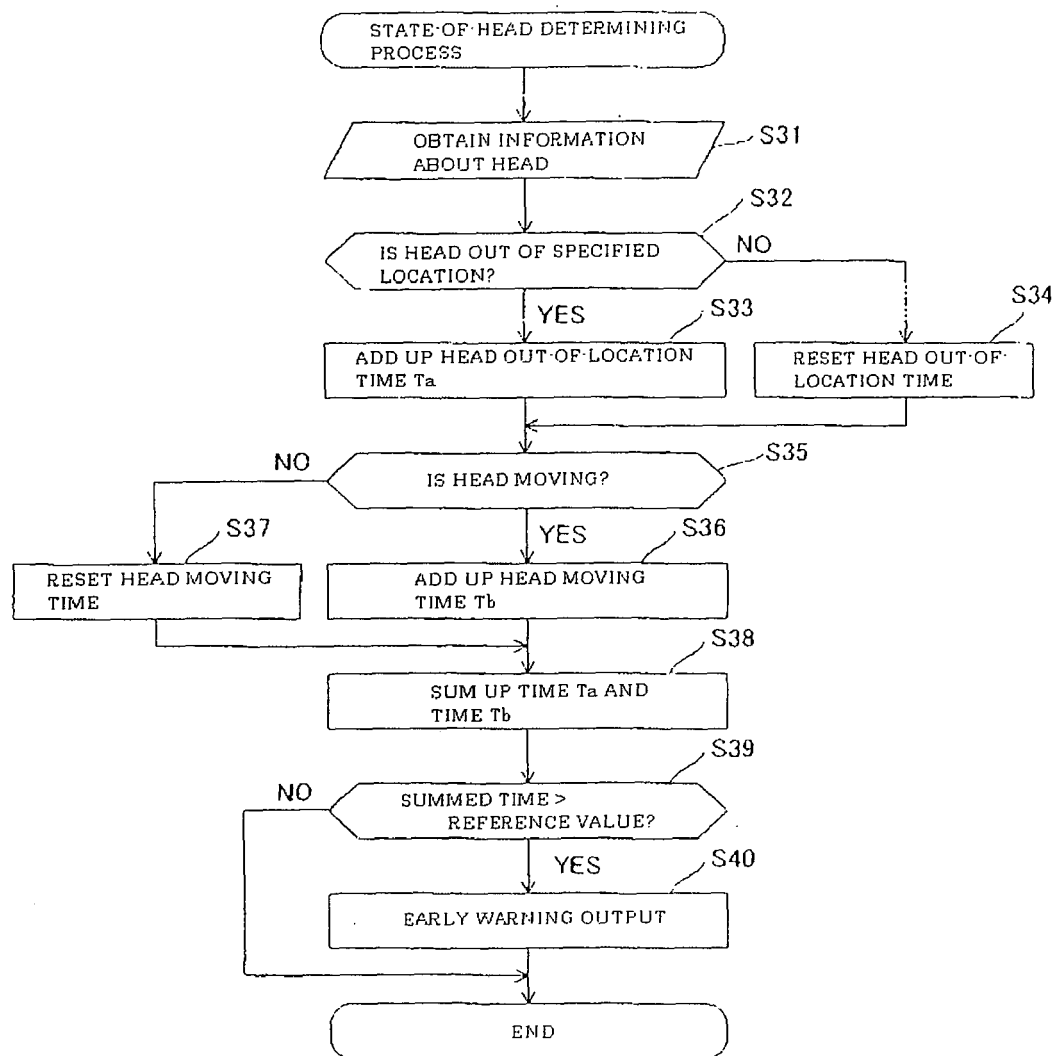 STATE-OF-HEAD DETERMINING
PROCESS
OBTAIN INFORMATION
ABOUT HEAD
S31
S32
IS HEAD OUT OF SPECIFIED
LOCATION?
NO
YES
S33
S34
ADD UP HEAD OUT-OF-LOCATION
TIME Ta
RESET HEAD OUT-OF-
LOCATION TIME
NO
S35
IS HEAD MOVING?
S37
YES
S36
RESET HEAD MOVING
TIME
ADD UP HEAD MOVING
TIME Tb
S38
SUM UP TIME Ta AND
TIME Tb
S39
NO
SUMMED TIME >
REFERENCE VALUE?
YES
S40
EARLY WARNING OUTPUT
END